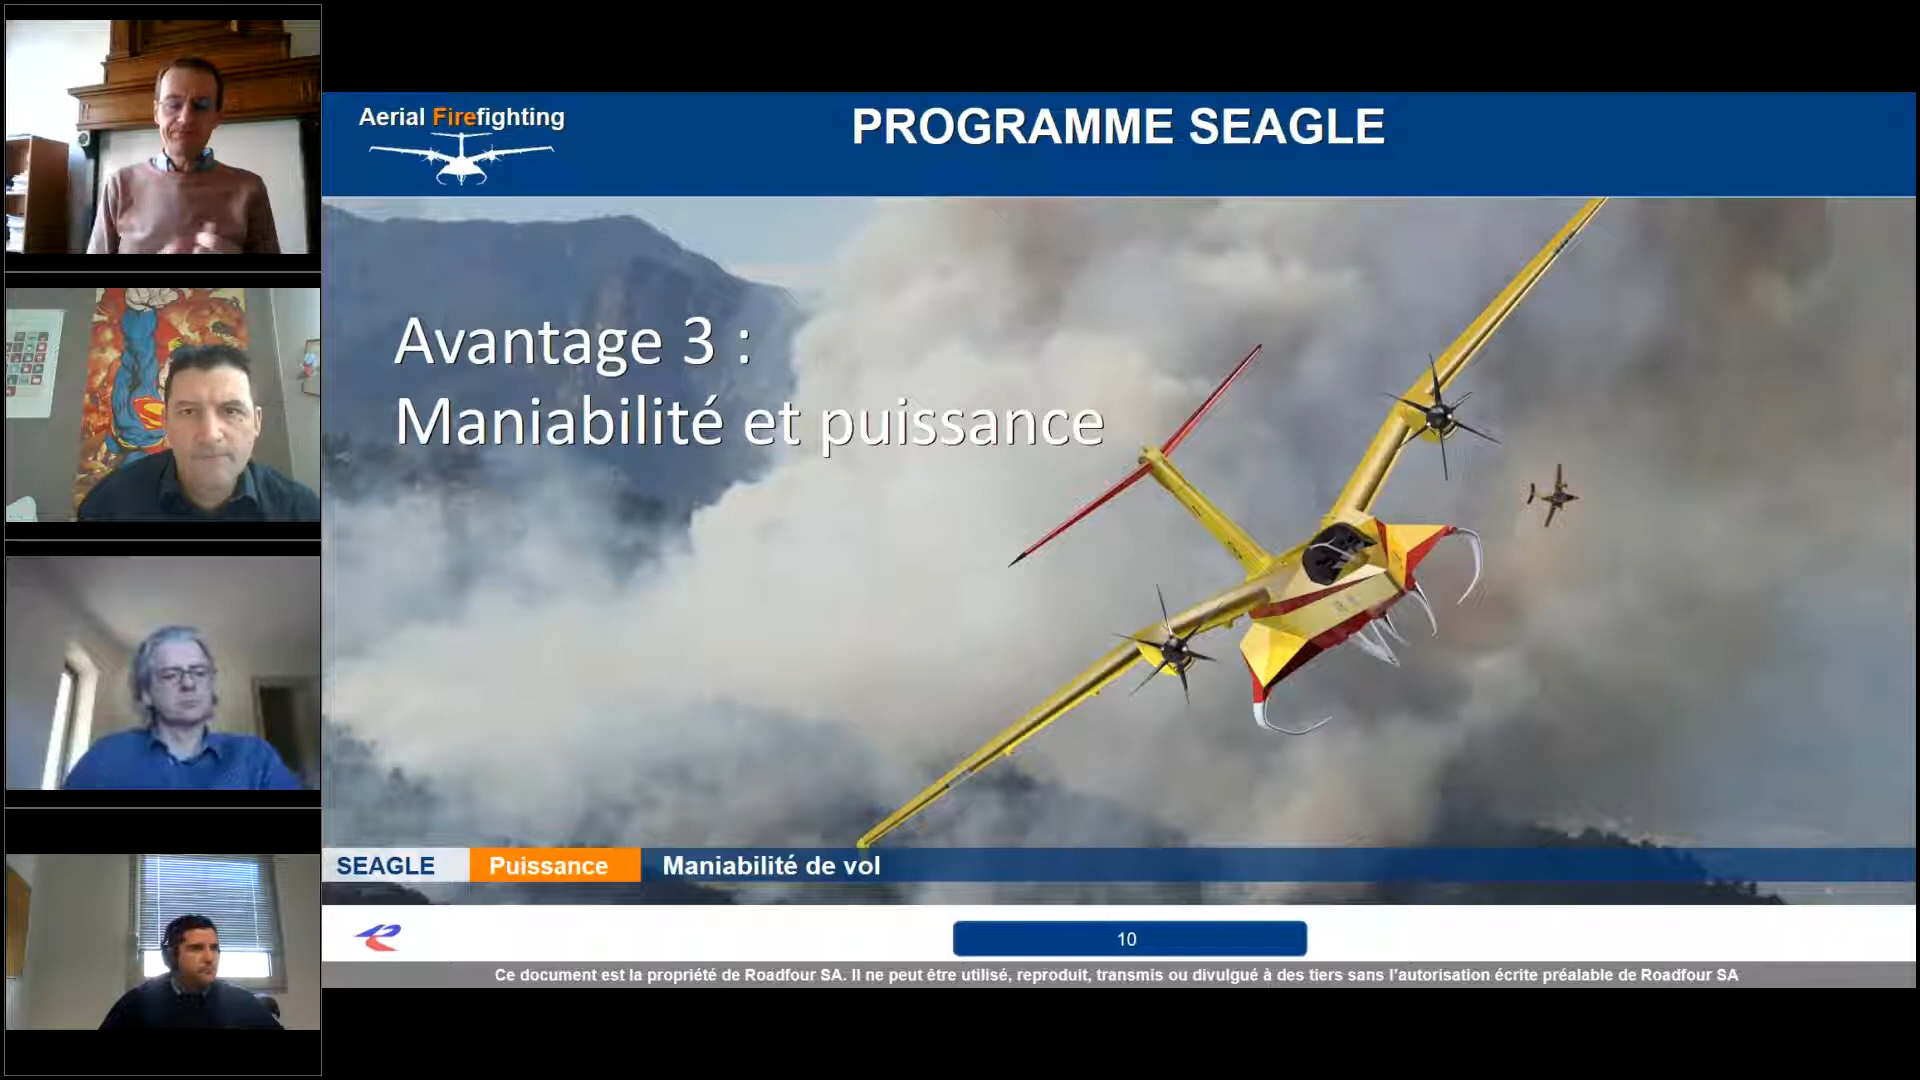 Aerial Firefighting
PROGRAMME SEAGLE
Avantage 3 :
Maniabilité et puissance
SEAGLE
Puissance
Maniabilité de vol
10
Ce document est la propriété de Roadfour SA. Il ne peut être utilisé, reproduit, transmis ou divulgué à des tiers sans l'autorisation écrite préalable de Roadfour SA